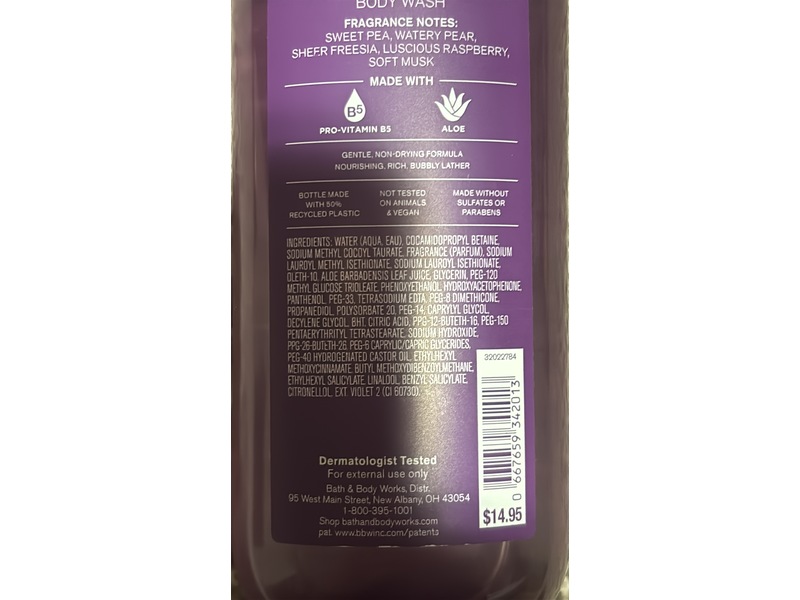 BODY WASH
FRAGRANCE NOTES:
SWEET PEA, WATERY PEAR,
SHEER FREESIA, LUSCIOUS RASPBERRY,
SOFT MUSK
MADE WITH
B5
PRO-VITAMIN B5
ALOE
GENTLE, NON-DRYING FORMULA
NOURISHING, RICH, BUBBLY LATHER
BOTTLE MADE
WITH 50%
RECYCLED PLASTIC
NOT TESTED
ON ANIMALS
& VEGAN
MADE WITHOUT
SULFATES OR
PARABENS
INGREDIENTS: WATER (AQUA, EAU), COCAMIDOPROPYL BETAINE,
SODIUM METHYL COCOYL TAURATE, FRAGRANCE (PARFUM), SODIUM
LAUROYL METHYL ISETHIONATE, SODIUM LAUROYL ISETHIONATE,
OLETH-10, ALOE BARBADENSIS LEAF JUICE, GLYCERIN, PEG-120
METHYL GLUCOSE TRIOLEATE, PHENOXYETHANOL, HYDROXYACETOPHENONE,
PANTHENOL, PEG-33, TETRASODIUM EDTA, PEG-8 DIMETHICONE,
PROPANEDIOL, POLYSORBATE 20, PEG-14, CAPRYLYL GLYCOL,
DECYLENE GLYCOL, BHT, CITRIC ACID, PPG-12-BUTETH-16, PEG-150
PENTAERYTHRITYL TETRASTEARATE, SODIUM HYDROXIDE,
PPG-26-BUTETH-26, PEG-6 CAPRYLIC/CAPRIC GLYCERIDES,
PEG-40 HYDROGENATED CASTOR OIL, ETHYLHEXYL
METHOXYCINNAMATE, BUTYL METHOXYDIBENZOYLMETHANE,
ETHYLHEXYL SALICYLATE, LINALOOL, BENZYL SALICYLATE,
CITRONELLOL, EXT. VIOLET 2 (CI 60730).
32022784
0 667659 342013
$14.95
Dermatologist Tested
For external use only
Bath & Body Works, Distr.
95 West Main Street, New Albany, OH 43054
1-800-395-1001
Shop bathandbodyworks.com
pat. www.bbwinc.com/patents